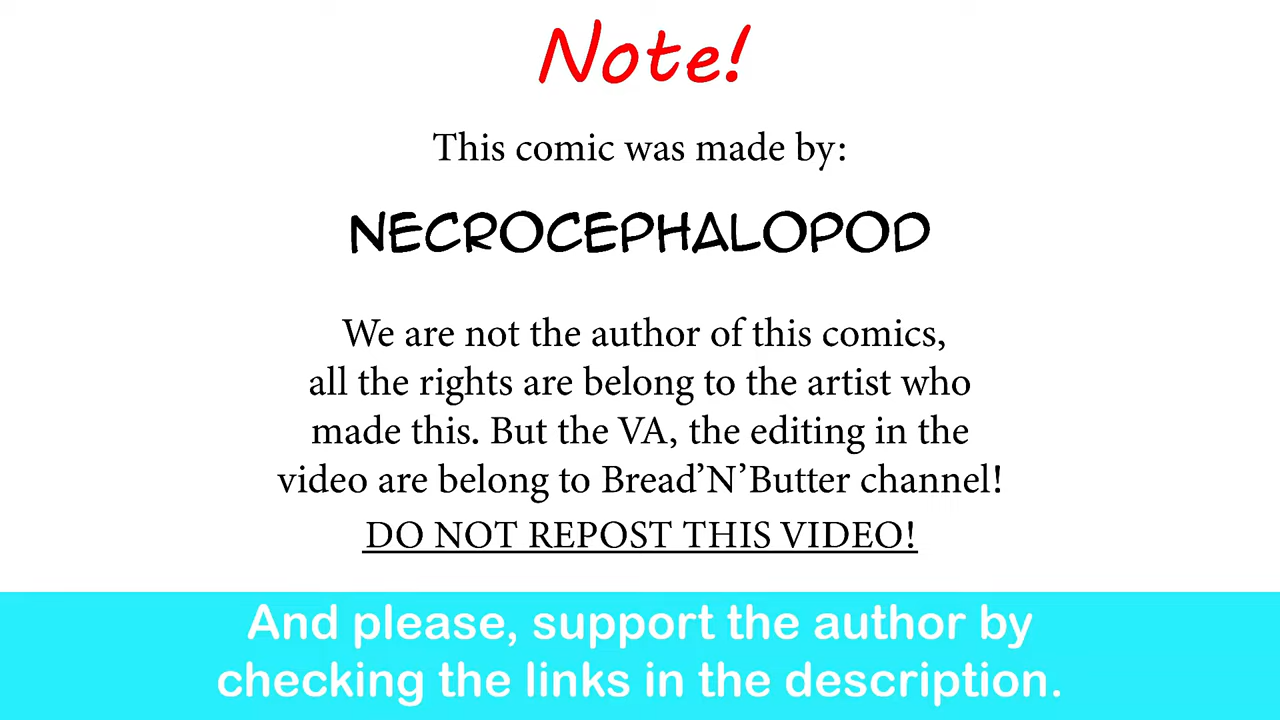 Note!
This comic was made by:
NECROCEPHALOPOD
We are not the author of this comics,
all the rights are belong to the artist who
made this. But the VA, the editing in the
video are belong to Bread’N’Butter channel!
DO NOT REPOST THIS VIDEO!
And please, support the author by
checking the links in the description.